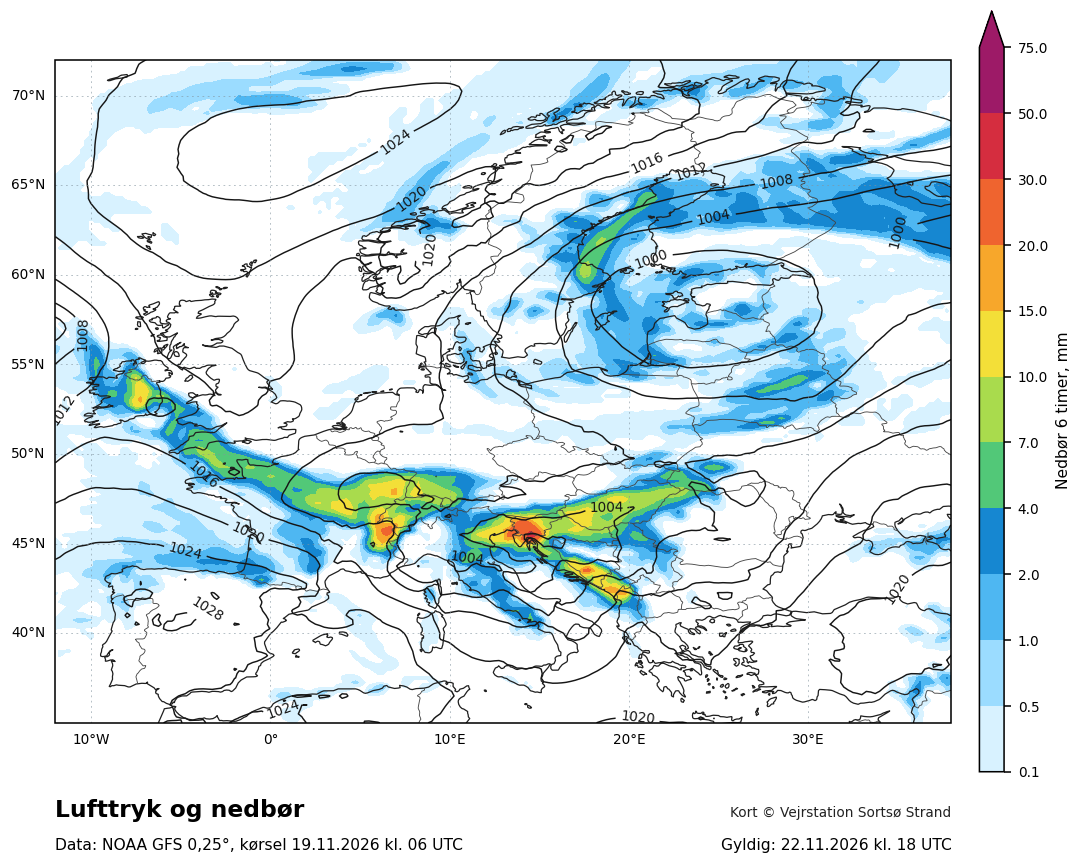 75.0
50.0
30.0
20.0
15.0
10.0
7.0
4.0
2.0
1.0
0.5
0.1
Nedbør 6 timer, mm
70°N
65°N
60°N
55°N
50°N
45°N
40°N
10°W
0°
10°E
20°E
30°E
1024
1020
1020
1016
1012
1008
1004
1000
1000
1008
1012
1016
1020
1024
1028
1004
1004
1020
1024
1020
Lufttryk og nedbør
Kort © Vejrstation Sortsø Strand
Data: NOAA GFS 0,25°, kørsel 19.11.2026 kl. 06 UTC
Gyldig: 22.11.2026 kl. 18 UTC